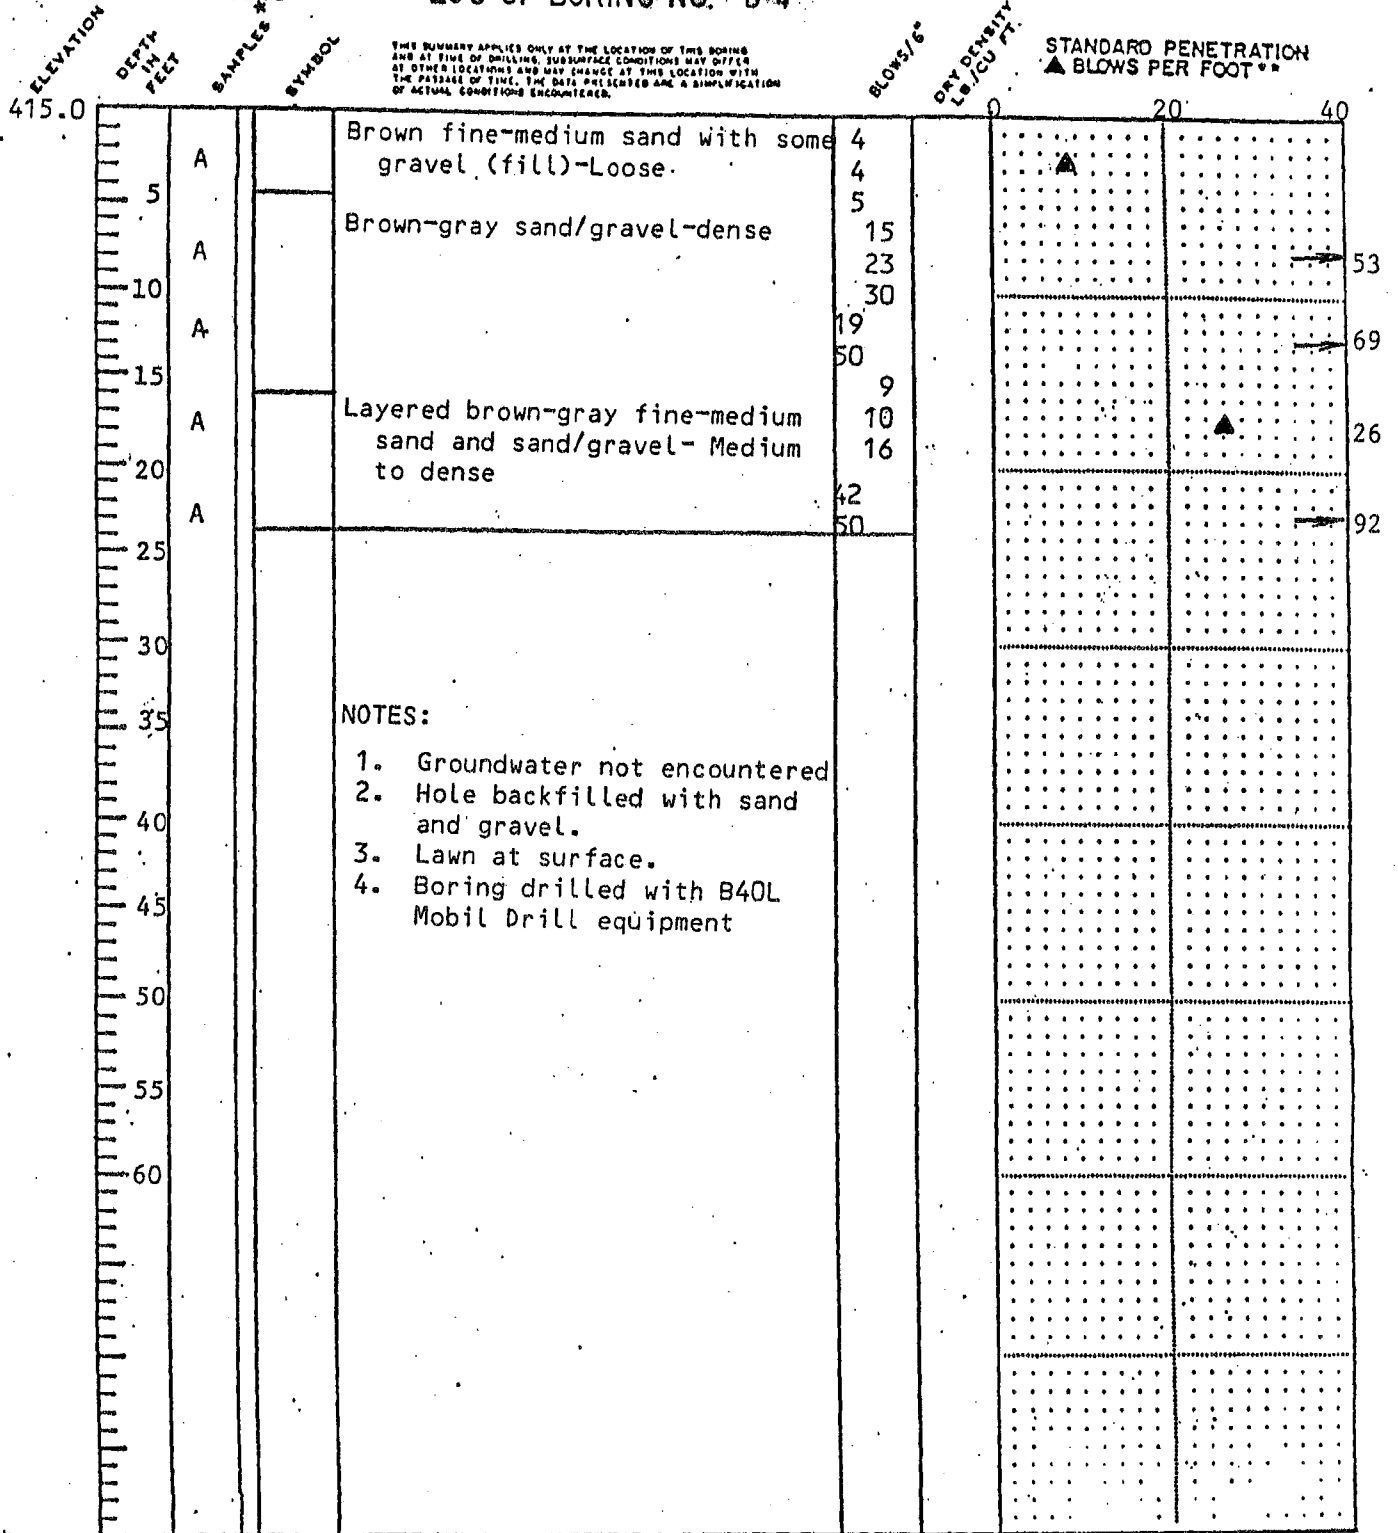 LOG OF BORING NO. B-4
ELEVATION
DEPTH IN FEET
SAMPLES **
SYMBOL
THIS SUMMARY APPLIES ONLY AT THE LOCATION OF THIS BORING
AND AT TIME OF DRILLING. SUBSURFACE CONDITIONS MAY DIFFER
AT OTHER LOCATIONS AND MAY CHANGE AT THIS LOCATION WITH
THE PASSAGE OF TIME. THE DATA PRESENTED ARE A SIMPLIFICATION
OF ACTUAL CONDITIONS ENCOUNTERED.
BLOWS/6"
DRY DENSITY
LB/CU FT.
STANDARD PENETRATION
▲ BLOWS PER FOOT**
415.0
0 20 40
Brown fine-medium sand with some 4
A gravel (fill)-Loose. 4
5 5
Brown-gray sand/gravel-dense 15
A 23 53
10 30
A 19
50 69
15 9
Layered brown-gray fine-medium 10
A sand and sand/gravel- Medium 16 26
20 to dense
42
A 50 92
25
30
35 NOTES:
1. Groundwater not encountered
2. Hole backfilled with sand
40 and gravel.
3. Lawn at surface.
4. Boring drilled with B40L
45 Mobil Drill equipment
50
55
60